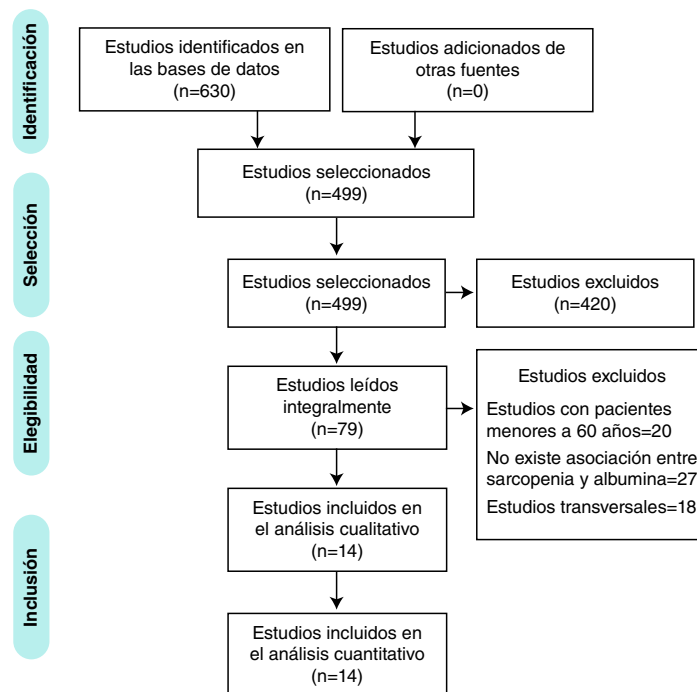 Identificación
Estudios identificados en
las bases de datos
(n=630)
Estudios adicionados de
otras fuentes
(n=0)
Estudios seleccionados
(n=499)
Selección
Estudios seleccionados
(n=499)
Estudios excluidos
(n=420)
Elegibilidad
Estudios leídos
integralmente
(n=79)
Estudios excluidos
Estudios con pacientes
menores a 60 años=20
No existe asociación entre
sarcopenia y albumina=27
Estudios transversales=18
Inclusión
Estudios incluidos en
el análisis cualitativo
(n=14)
Estudios incluidos en
el análisis cuantitativo
(n=14)